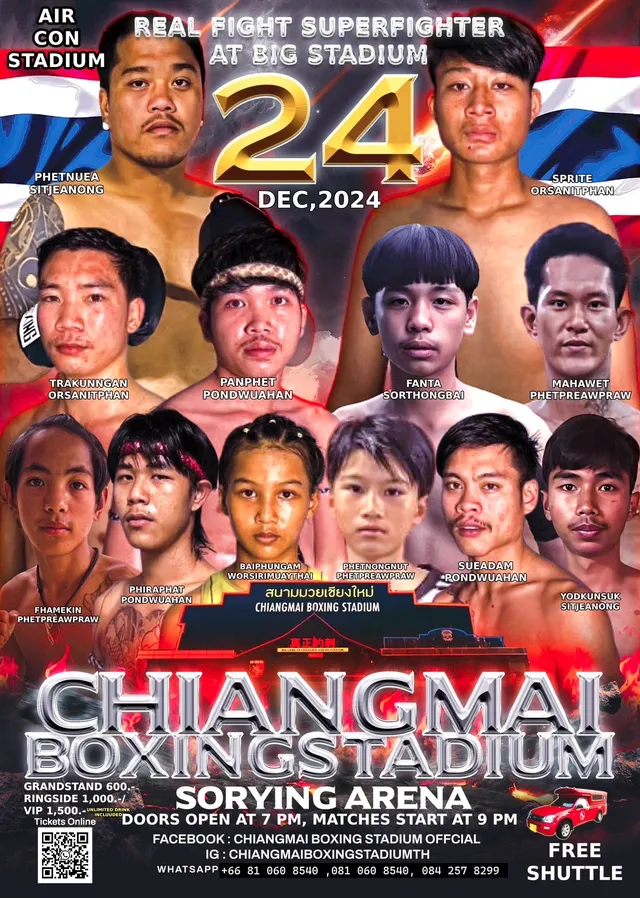 AIR
CON
STADIUM
REAL FIGHT SUPERFIGHTER
AT BIG STADIUM
24
DEC,2024
PHETNUEA
SITJEANONG
SPRITE
ORSANITPHAN
TRAKUNNGAN
ORSANITPHAN
PANPHET
PONDWUAHAN
FANTA
SORTHONGBAI
MAHAWET
PHETPREAWPRAW
FHAMEKIN
PHETPREAWPRAW
PHIRAPHAT
PONDWUAHAN
BAIPHUNGAM
WORSIRIMUAYTHAI
PHETNONGNUT
PHETPREAWPRAW
SUEADAM
PONDWUAHAN
YODKUNSUK
SITJEANONG
สนามมวยเชียงใหม่
CHIANGMAI BOXING STADIUM
CHIANGMAI
BOXINGSTADIUM
GRANDSTAND 600.-
RINGSIDE 1,000.-/
VIP 1,500.- UNLIMITED DRINK
INCLUUDED
Tickets Online
SORYING ARENA
DOORS OPEN AT 7 PM, MATCHES START AT 9 PM
FACEBOOK : CHIANGMAI BOXING STADIUM OFFCIAL
IG : CHIANGMAIBOXINGSTADIUMTH
WHATSAPP +66 81 060 8540 ,081 060 8540, 084 257 8299
FREE
SHUTTLE